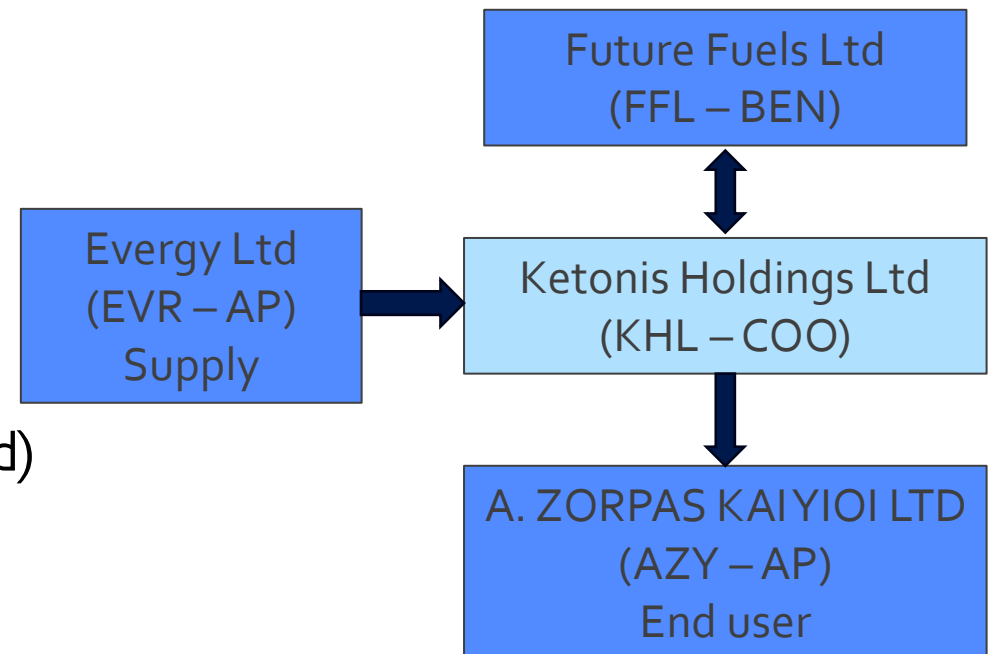 Future Fuels Ltd
(FFL – BEN)
Evergy Ltd
(EVR – AP)
Supply
Ketonis Holdings Ltd
(KHL – COO)
d)
A. ZORPAS KAI YIOI LTD
(AZY – AP)
End user